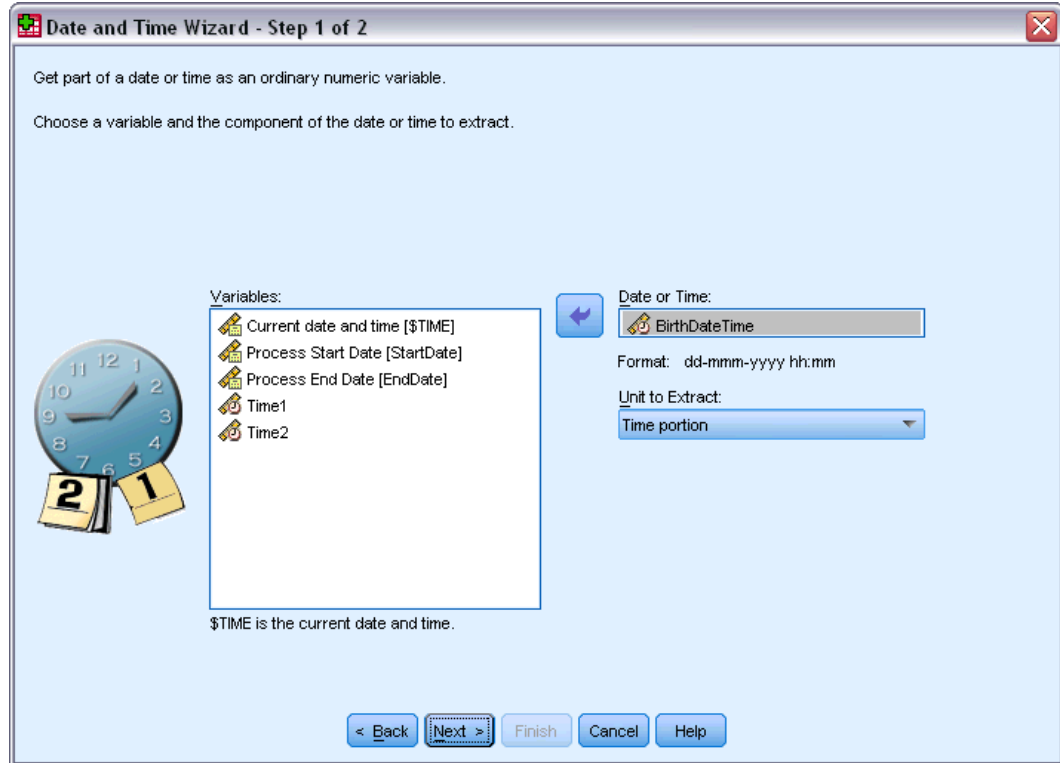 Date and Time Wizard - Step 1 of 2
Get part of a date or time as an ordinary numeric variable.
Choose a variable and the component of the date or time to extract.
12
1
2
3
4
5
6
7
8
9
10
11
2
1
Variables:
Current date and time [$TIME]
Process Start Date [StartDate]
Process End Date [EndDate]
Time1
Time2
$TIME is the current date and time.
Date or Time:
BirthDateTime
Format: dd-mmm-yyyy hh:mm
Unit to Extract:
Time portion
< Back
Next >
Finish
Cancel
Help